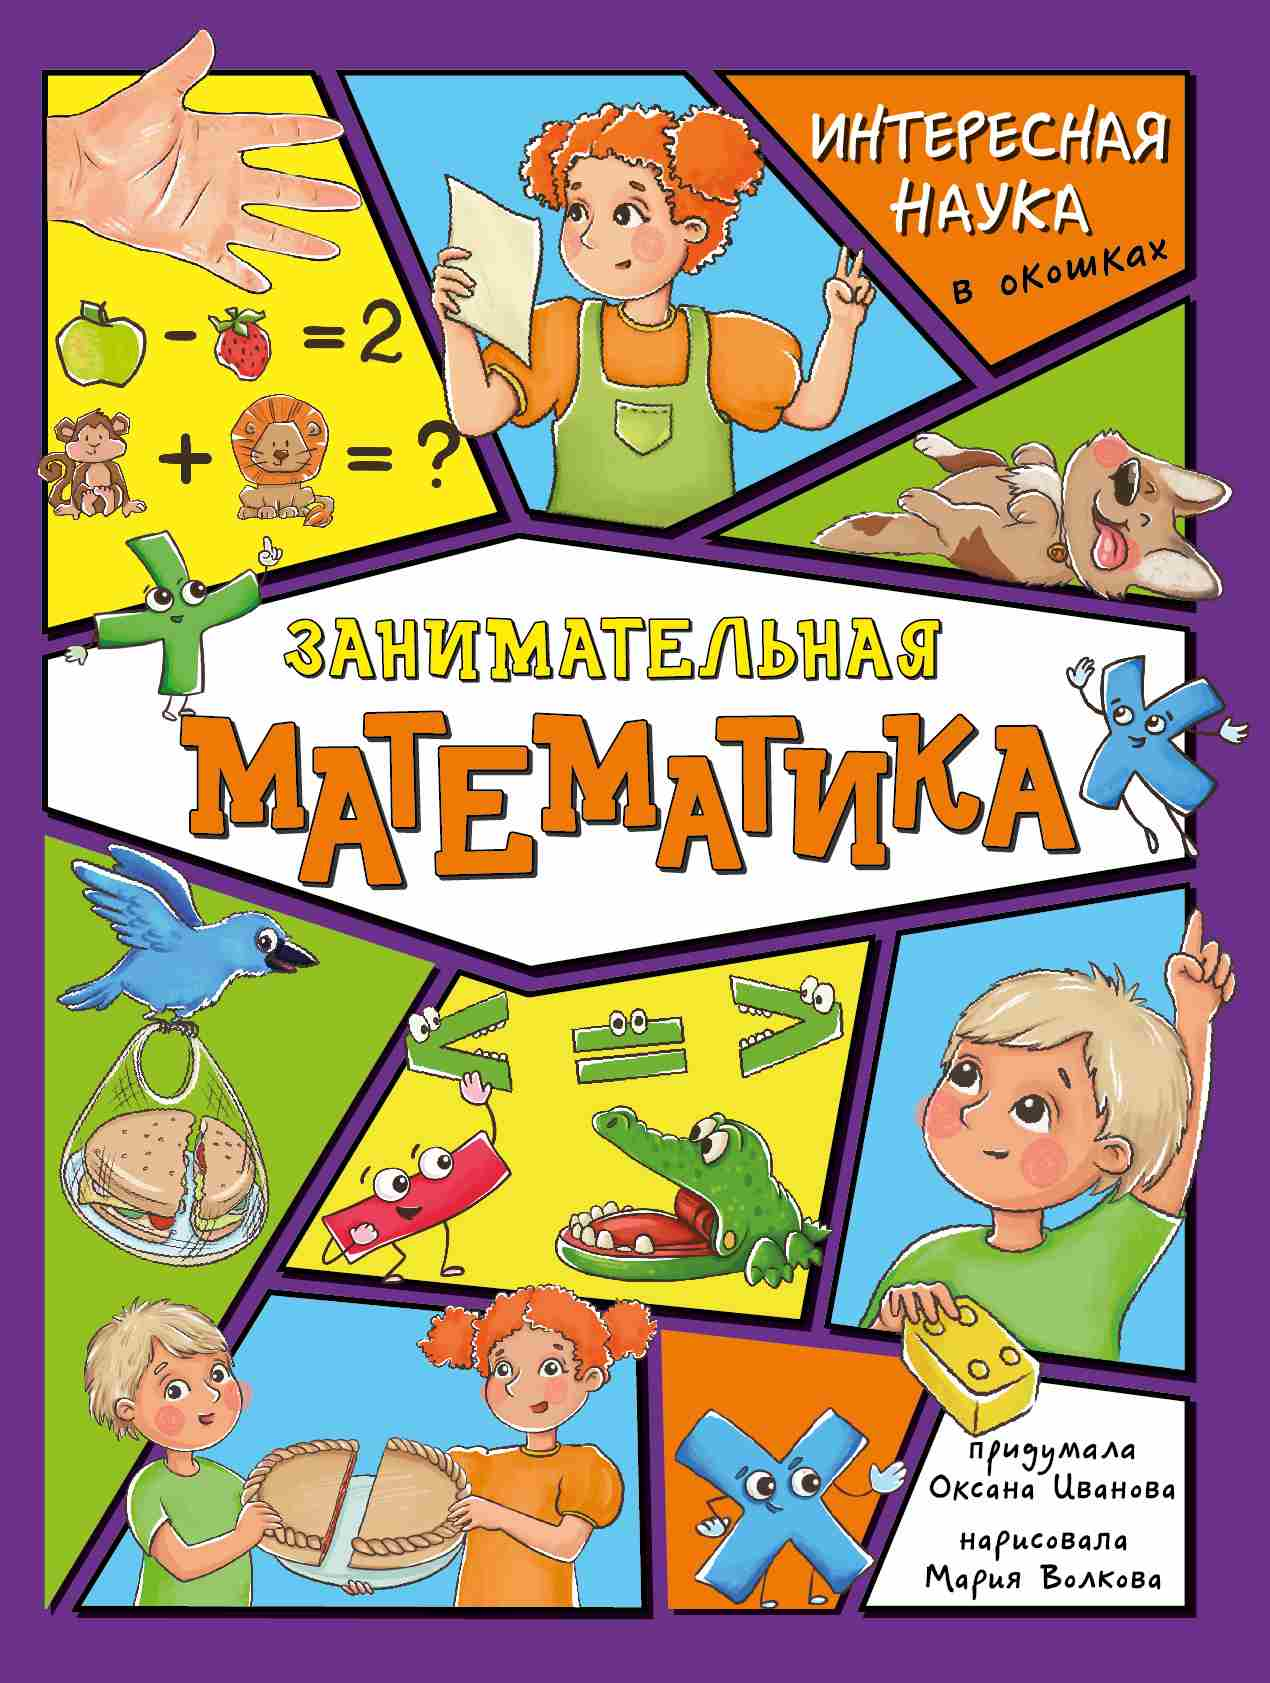 ИНТЕРЕСНАЯ
НАУКА
в окошках
- = 2
+ = ?
ЗАНИМАТЕЛЬНАЯ
МАТЕМАТИКА
< = >
придумала
Оксана Иванова
нарисовала
Мария Волкова